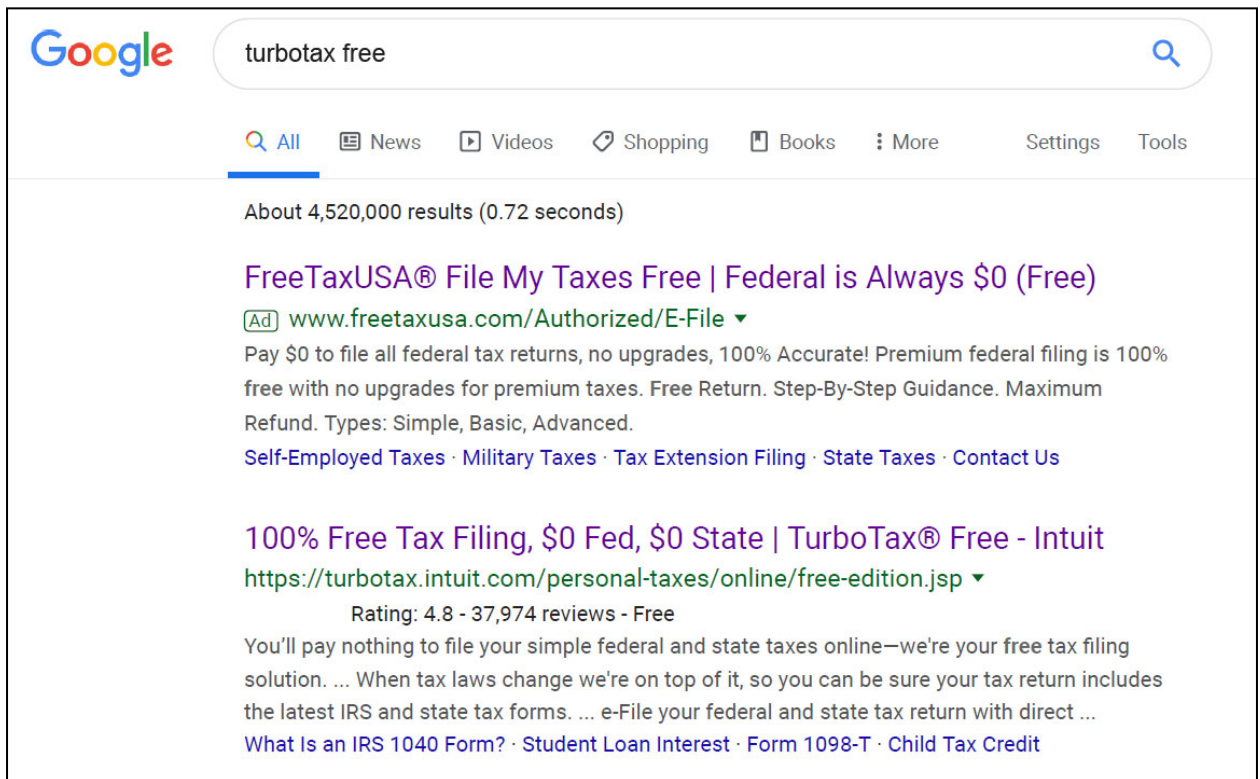 Google
turbotax free
All News Videos Shopping Books More Settings Tools
About 4,520,000 results (0.72 seconds)
FreeTaxUSA® File My Taxes Free | Federal is Always $0 (Free)
Ad www.freetaxusa.com/Authorized/E-File
Pay $0 to file all federal tax returns, no upgrades, 100% Accurate! Premium federal filing is 100%
free with no upgrades for premium taxes. Free Return. Step-By-Step Guidance. Maximum
Refund. Types: Simple, Basic, Advanced.
Self-Employed Taxes · Military Taxes · Tax Extension Filing · State Taxes · Contact Us
100% Free Tax Filing, $0 Fed, $0 State | TurboTax® Free - Intuit
https://turbotax.intuit.com/personal-taxes/online/free-edition.jsp
Rating: 4.8 - 37,974 reviews - Free
You'll pay nothing to file your simple federal and state taxes online—we're your free tax filing
solution. ... When tax laws change we're on top of it, so you can be sure your tax return includes
the latest IRS and state tax forms. ... e-File your federal and state tax return with direct ...
What Is an IRS 1040 Form? · Student Loan Interest · Form 1098-T · Child Tax Credit